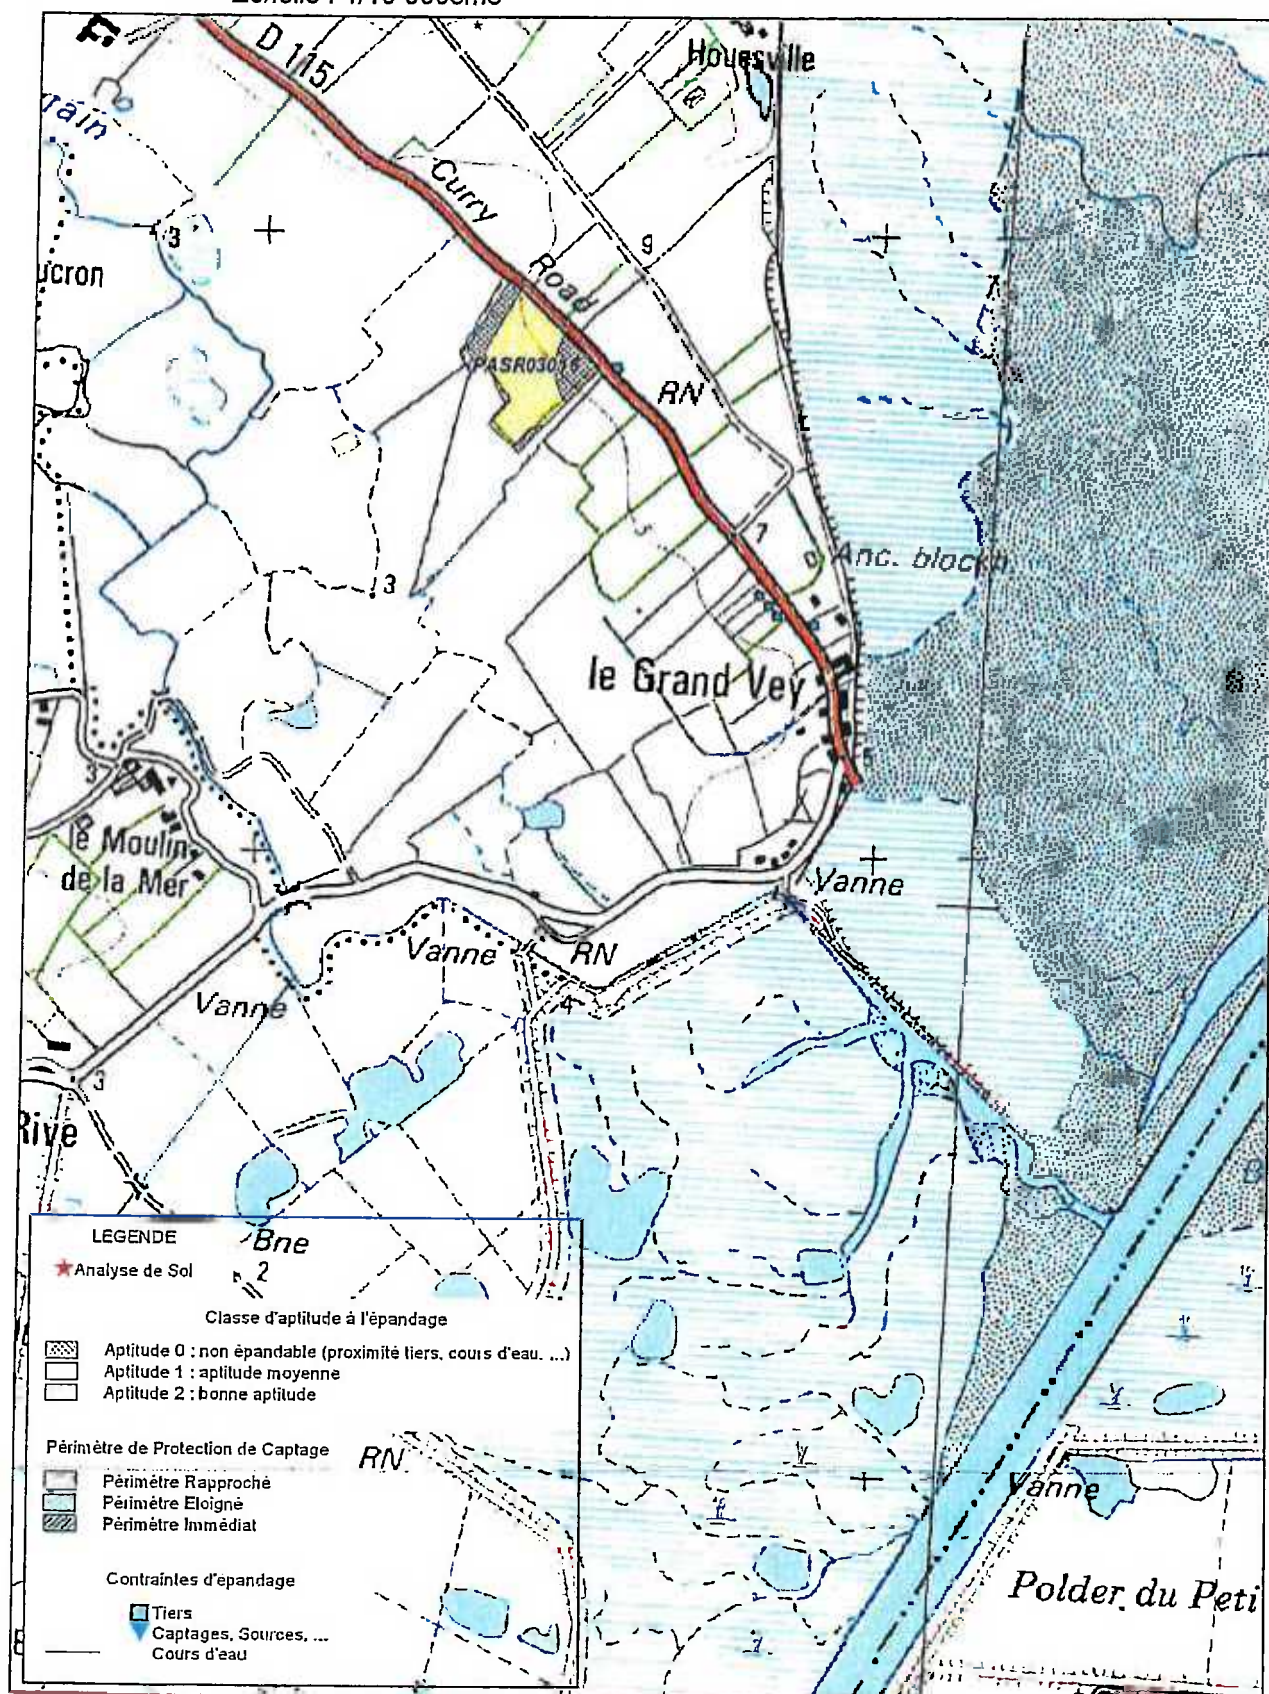 D 115
Houesville
Curry
Road
9
3
PASR03016
RN
7
5
Anc. block
3
le Grand Vey
3
le Moulin
de la Mer
Vanne
Vanne
RN
Vanne
4
3
Rive
LEGENDE
Analyse de Sol
Bne
2
Classe d'aptitude à l'épandage
Aptitude 0 : non épandable (proximité tiers, cours d'eau, ...)
Aptitude 1 : aptitude moyenne
Aptitude 2 : bonne aptitude
Périmètre de Protection de Captage
RN
Périmètre Rapproché
Périmètre Eloigné
Périmètre Immédiat
Vanne
Contraintes d'épandage
Tiers
Captages, Sources, ...
Cours d'eau
Polder du Peti